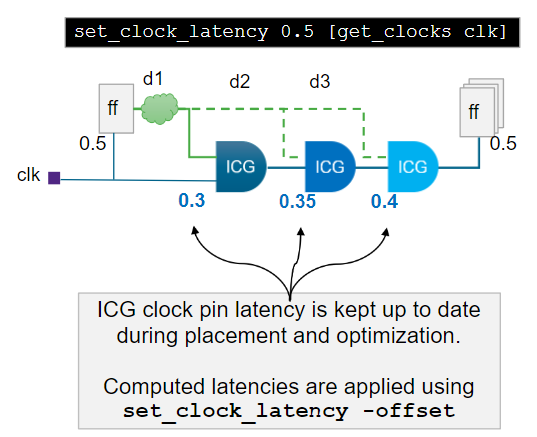 set_clock_latency 0.5 [get_clocks clk]
d1 d2 d3
ff ff
0.5 0.5
ICG ICG ICG
clk
0.3 0.35 0.4
ICG clock pin latency is kept up to date
during placement and optimization.
Computed latencies are applied using
set_clock_latency -offset